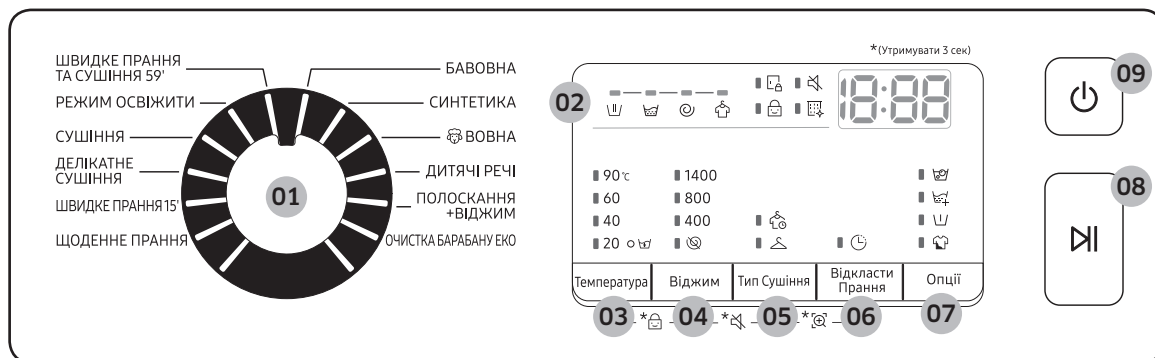 ШВИДКЕ ПРАННЯ
ТА СУШІННЯ 59'
РЕЖИМ ОСВІЖИТИ
СУШІННЯ
ДЕЛІКАТНЕ
СУШІННЯ
ШВИДКЕ ПРАННЯ 15'
ЩОДЕННЕ ПРАННЯ
01
БАВОВНА
СИНТЕТИКА
ВОВНА
ДИТЯЧІ РЕЧІ
ПОЛОСКАННЯ
+ВІДЖИМ
ОЧИСТКА БАРАБАНУ ЕКО
*(Утримувати 3 сек)
02
18:88
90 ℃ 1400
60 800
40 400
20
Температура
Віджим
Тип Сушіння
Відкласти
Прання
Опції
03 * 04 * 05 * 06 07
09
08